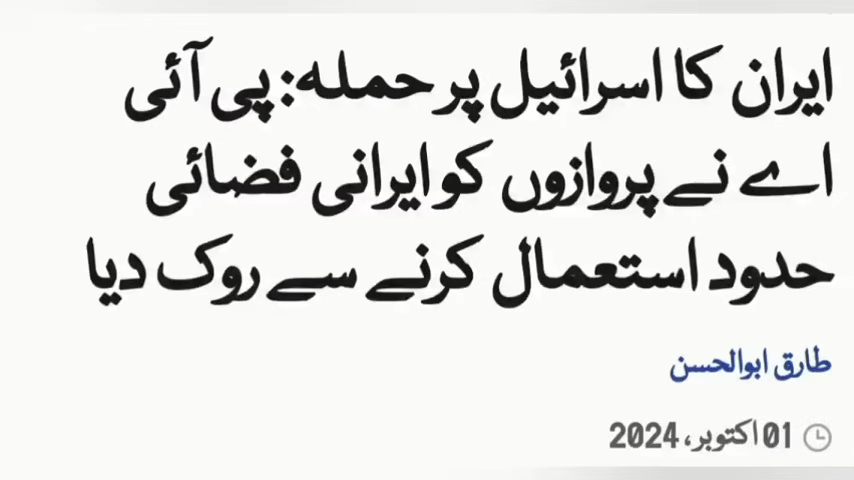 ایران کا اسرائیل پر حملہ: پی آئی
اے نے پروازوں کو ایرانی فضائی
حدود استعمال کرنے سے روک دیا
طارق ابوالحسن
01 اکتوبر، 2024